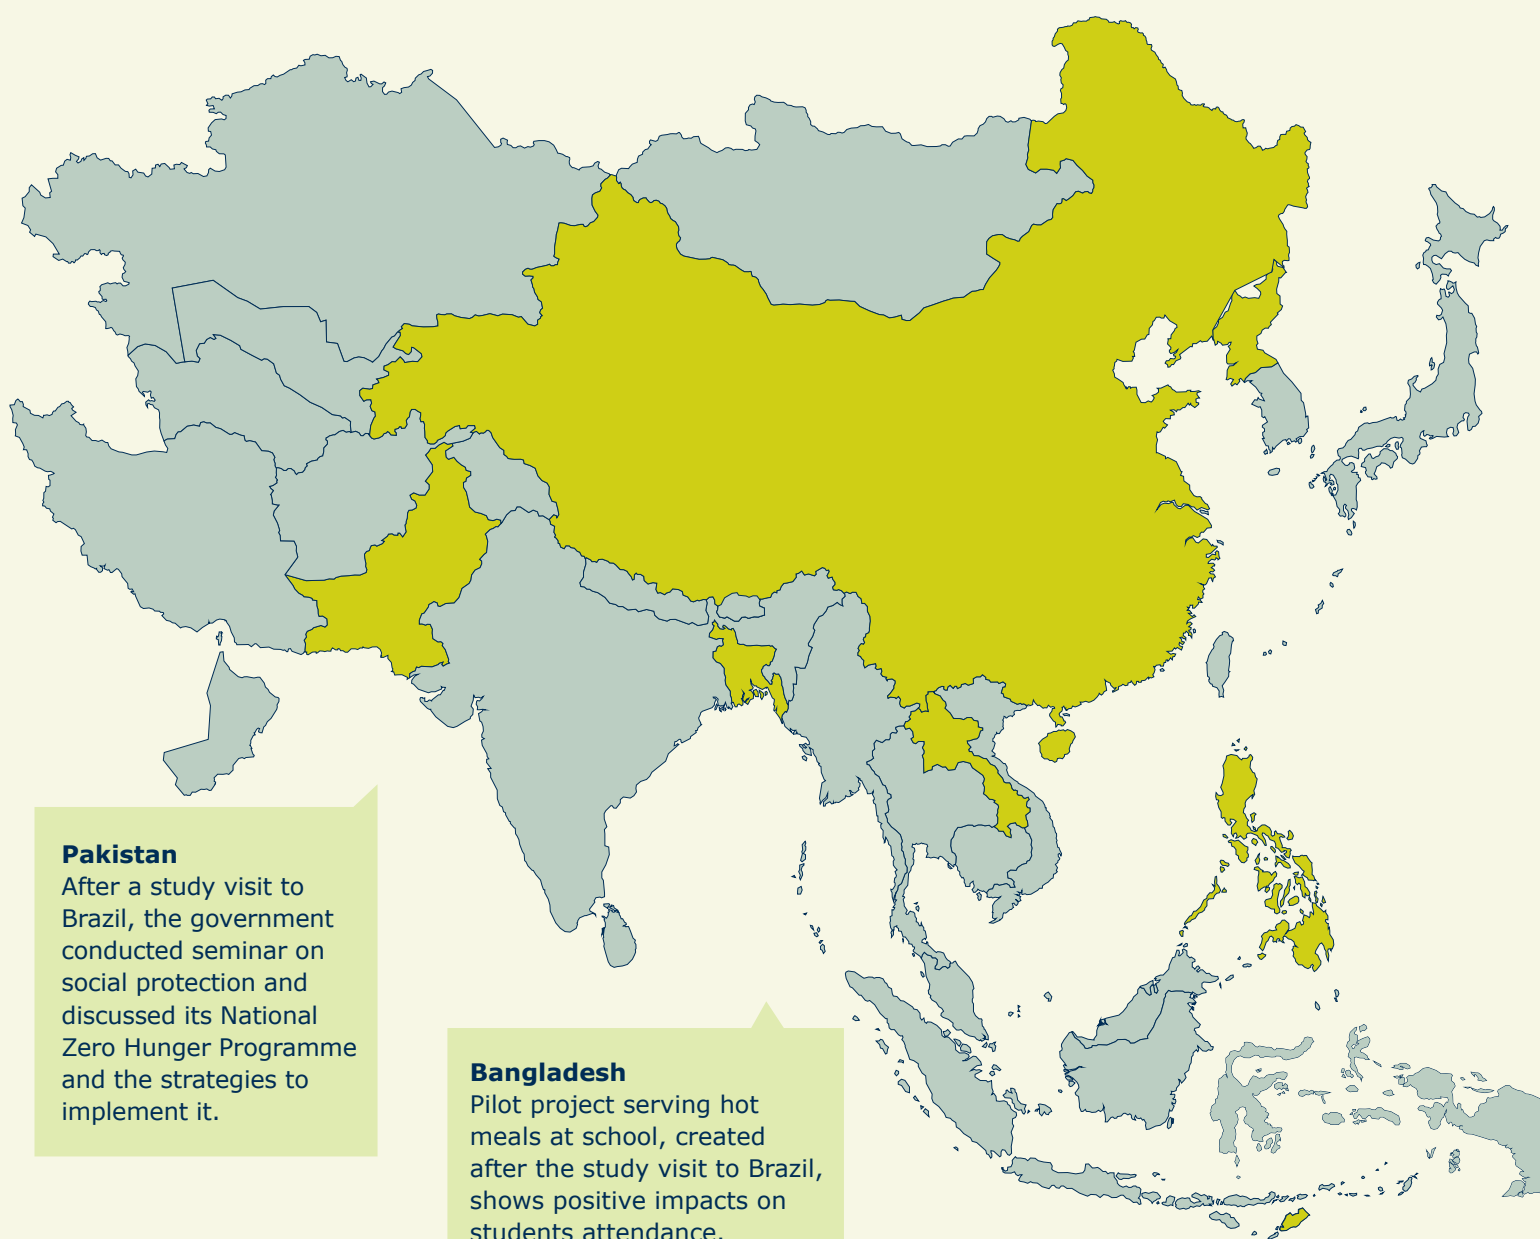 Pakistan
After a study visit to
Brazil, the government
conducted seminar on
social protection and
discussed its National
Zero Hunger Programme
and the strategies to
implement it.
Bangladesh
Pilot project serving hot
meals at school, created
after the study visit to Brazil,
shows positive impacts on
students attendance.